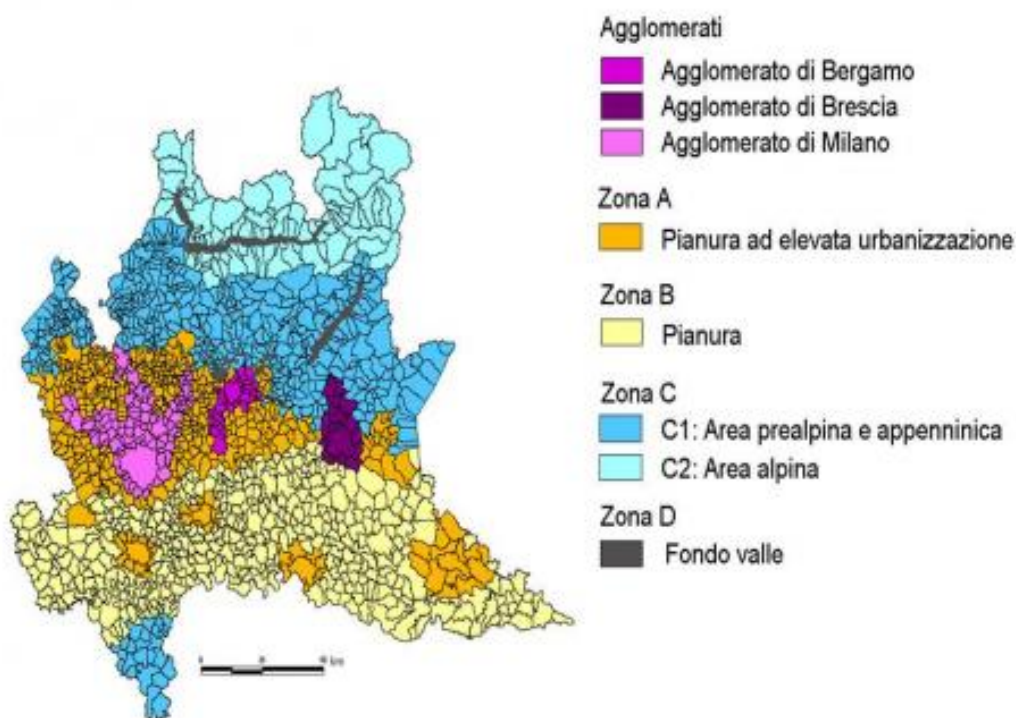 Agglomerati
Agglomerato di Bergamo
Agglomerato di Brescia
Agglomerato di Milano
Zona A
Pianura ad elevata urbanizzazione
Zona B
Pianura
Zona C
C1: Area prealpina e appenninica
C2: Area alpina
Zona D
Fondo valle
km